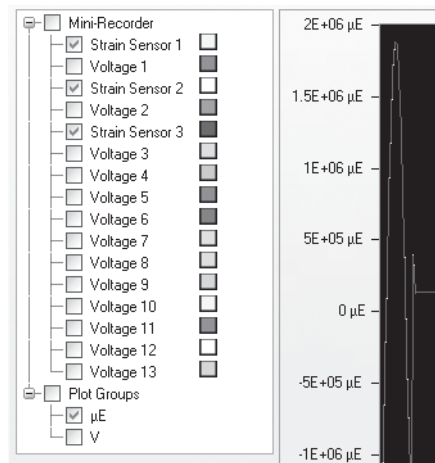 Mini-Recorder
Strain Sensor 1
Voltage 1
Strain Sensor 2
Voltage 2
Strain Sensor 3
Voltage 3
Voltage 4
Voltage 5
Voltage 6
Voltage 7
Voltage 8
Voltage 9
Voltage 10
Voltage 11
Voltage 12
Voltage 13
Plot Groups
µE
V
2E+06 µE
1.5E+06 µE
1E+06 µE
5E+05 µE
0 µE
-5E+05 µE
-1E+06 µE